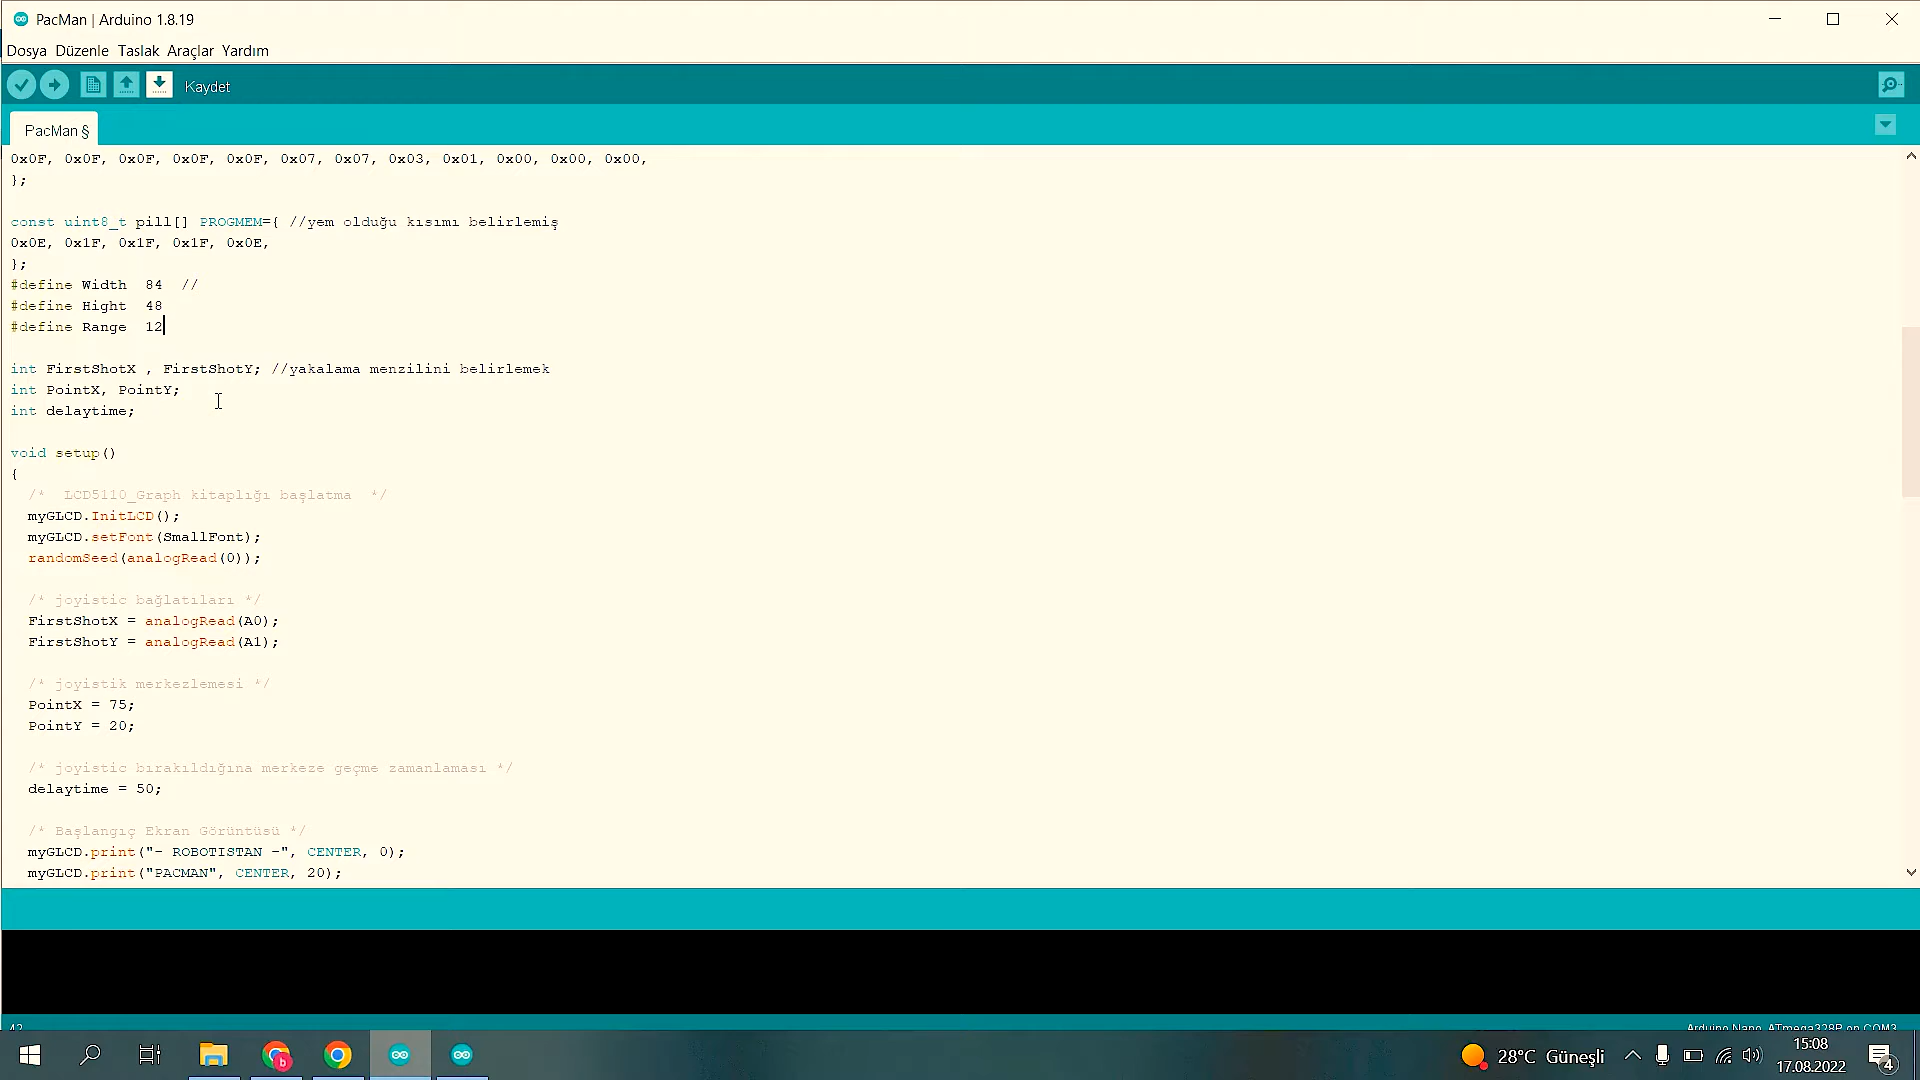 PacMan | Arduino 1.8.19
Dosya Düzenle Taslak Araçlar Yardım
Kaydet
PacMan §
0x0F, 0x0F, 0x0F, 0x0F, 0x0F, 0x07, 0x07, 0x03, 0x01, 0x00, 0x00, 0x00,
};
const uint8_t pill[] PROGMEM={ //yem olduğu kısımı belirlemiş
0x0E, 0x1F, 0x1F, 0x1F, 0x0E,
};
#define Width  84  //
#define Hight  48
#define Range  12
int FirstShotX , FirstShotY; //yakalama menzilini belirlemek
int PointX, PointY;
int delaytime;
void setup()
{
/*  LCD5110_Graph kitaplığı başlatma  */
myGLCD.InitLCD();
myGLCD.setFont(SmallFont);
randomSeed(analogRead(0));
/* joyistic bağlatıları */
FirstShotX = analogRead(A0);
FirstShotY = analogRead(A1);
/* joyistik merkezlemesi */
PointX = 75;
PointY = 20;
/* joyistic bırakıldığına merkeze geçme zamanlaması */
delaytime = 50;
/* Başlangıç Ekran Görüntüsü */
myGLCD.print("- ROBOTISTAN -", CENTER, 0);
myGLCD.print("PACMAN", CENTER, 20);
42
Arduino Nano, ATmega328P on COM3
28°C Güneşli
15:08
17.08.2022
4